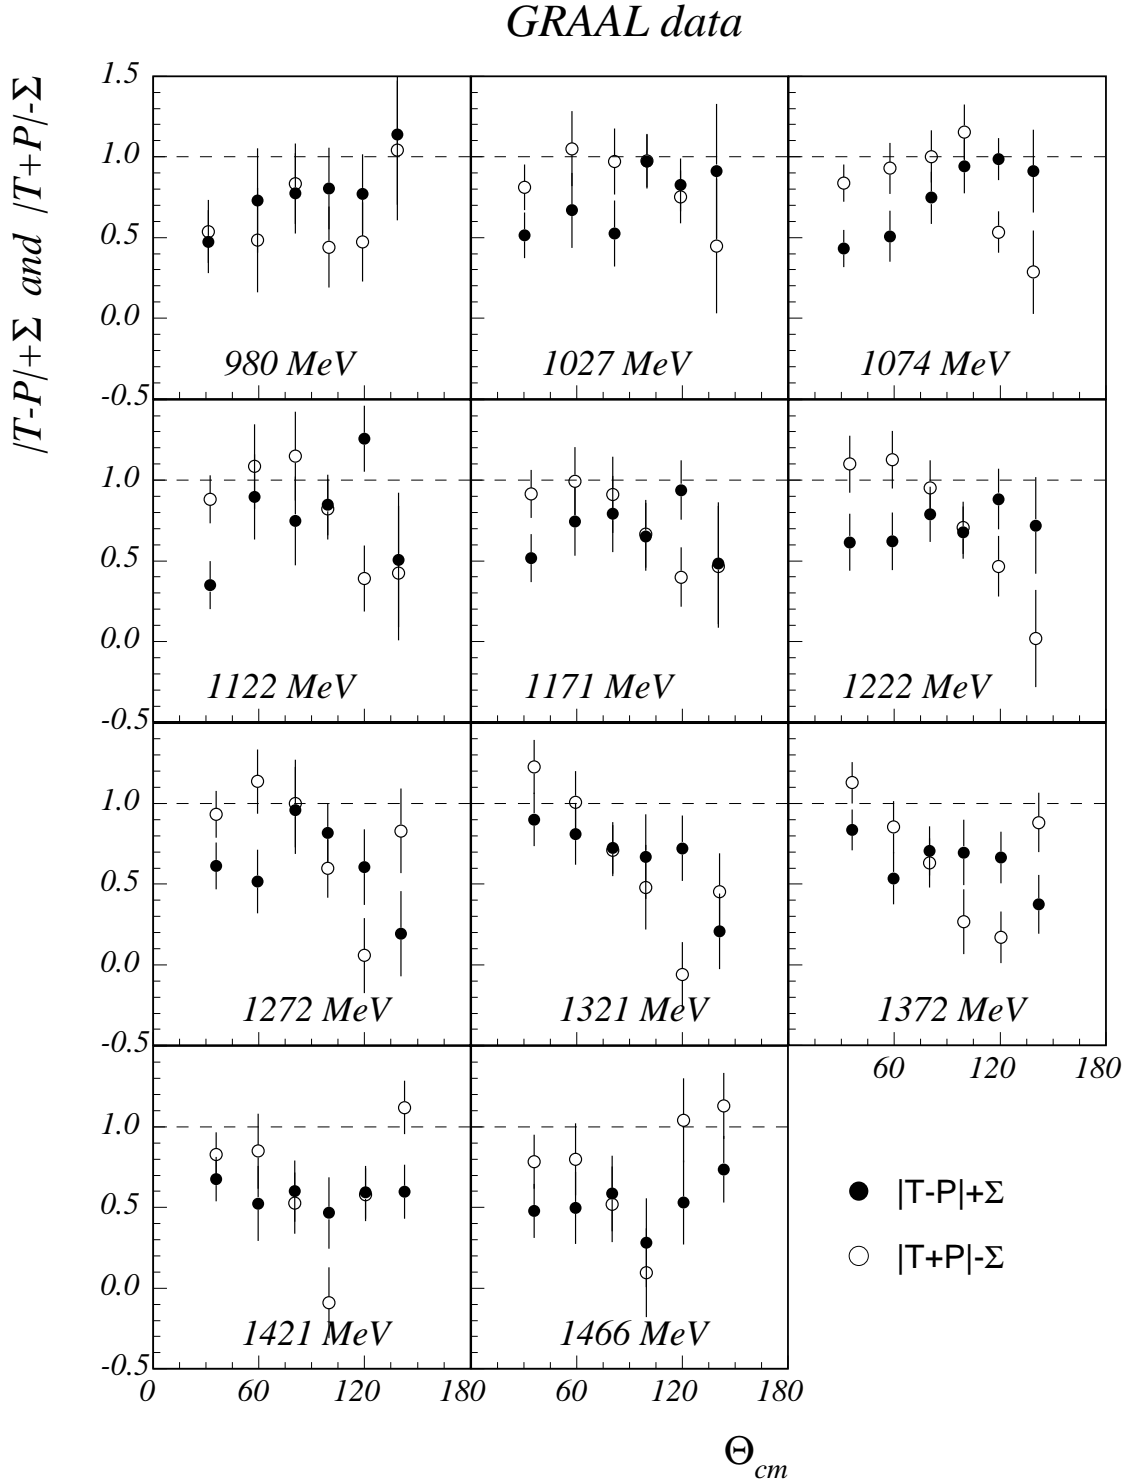 GRAAL data
|T-P|+Σ and |T+P|-Σ
1.5
1.0
0.5
0.0
-0.5
980 MeV
1027 MeV
1074 MeV
1.0
0.5
0.0
-0.5
1122 MeV
1171 MeV
1222 MeV
1.0
0.5
0.0
-0.5
1272 MeV
1321 MeV
1372 MeV
60 120 180
1.0
0.5
0.0
-0.5
1421 MeV
1466 MeV
|T-P|+Σ
|T+P|-Σ
0 60 120 180 60 120 180
Θcm